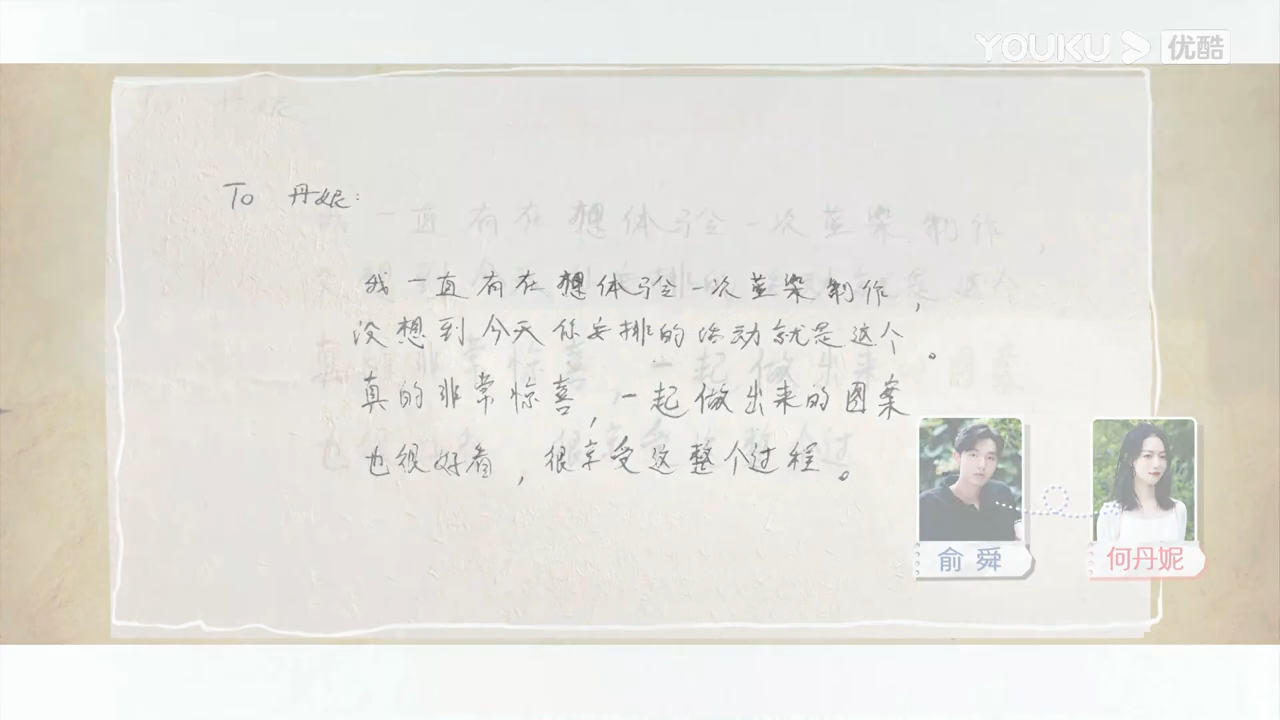 YOUKU 优酷
To 丹妮：
我一直有在想体验一次蓝染制作，
没想到今天你安排的活动就是这个。
真的非常惊喜，一起做出来的图案
也很好看，很享受这整个过程。
俞舜
何丹妮